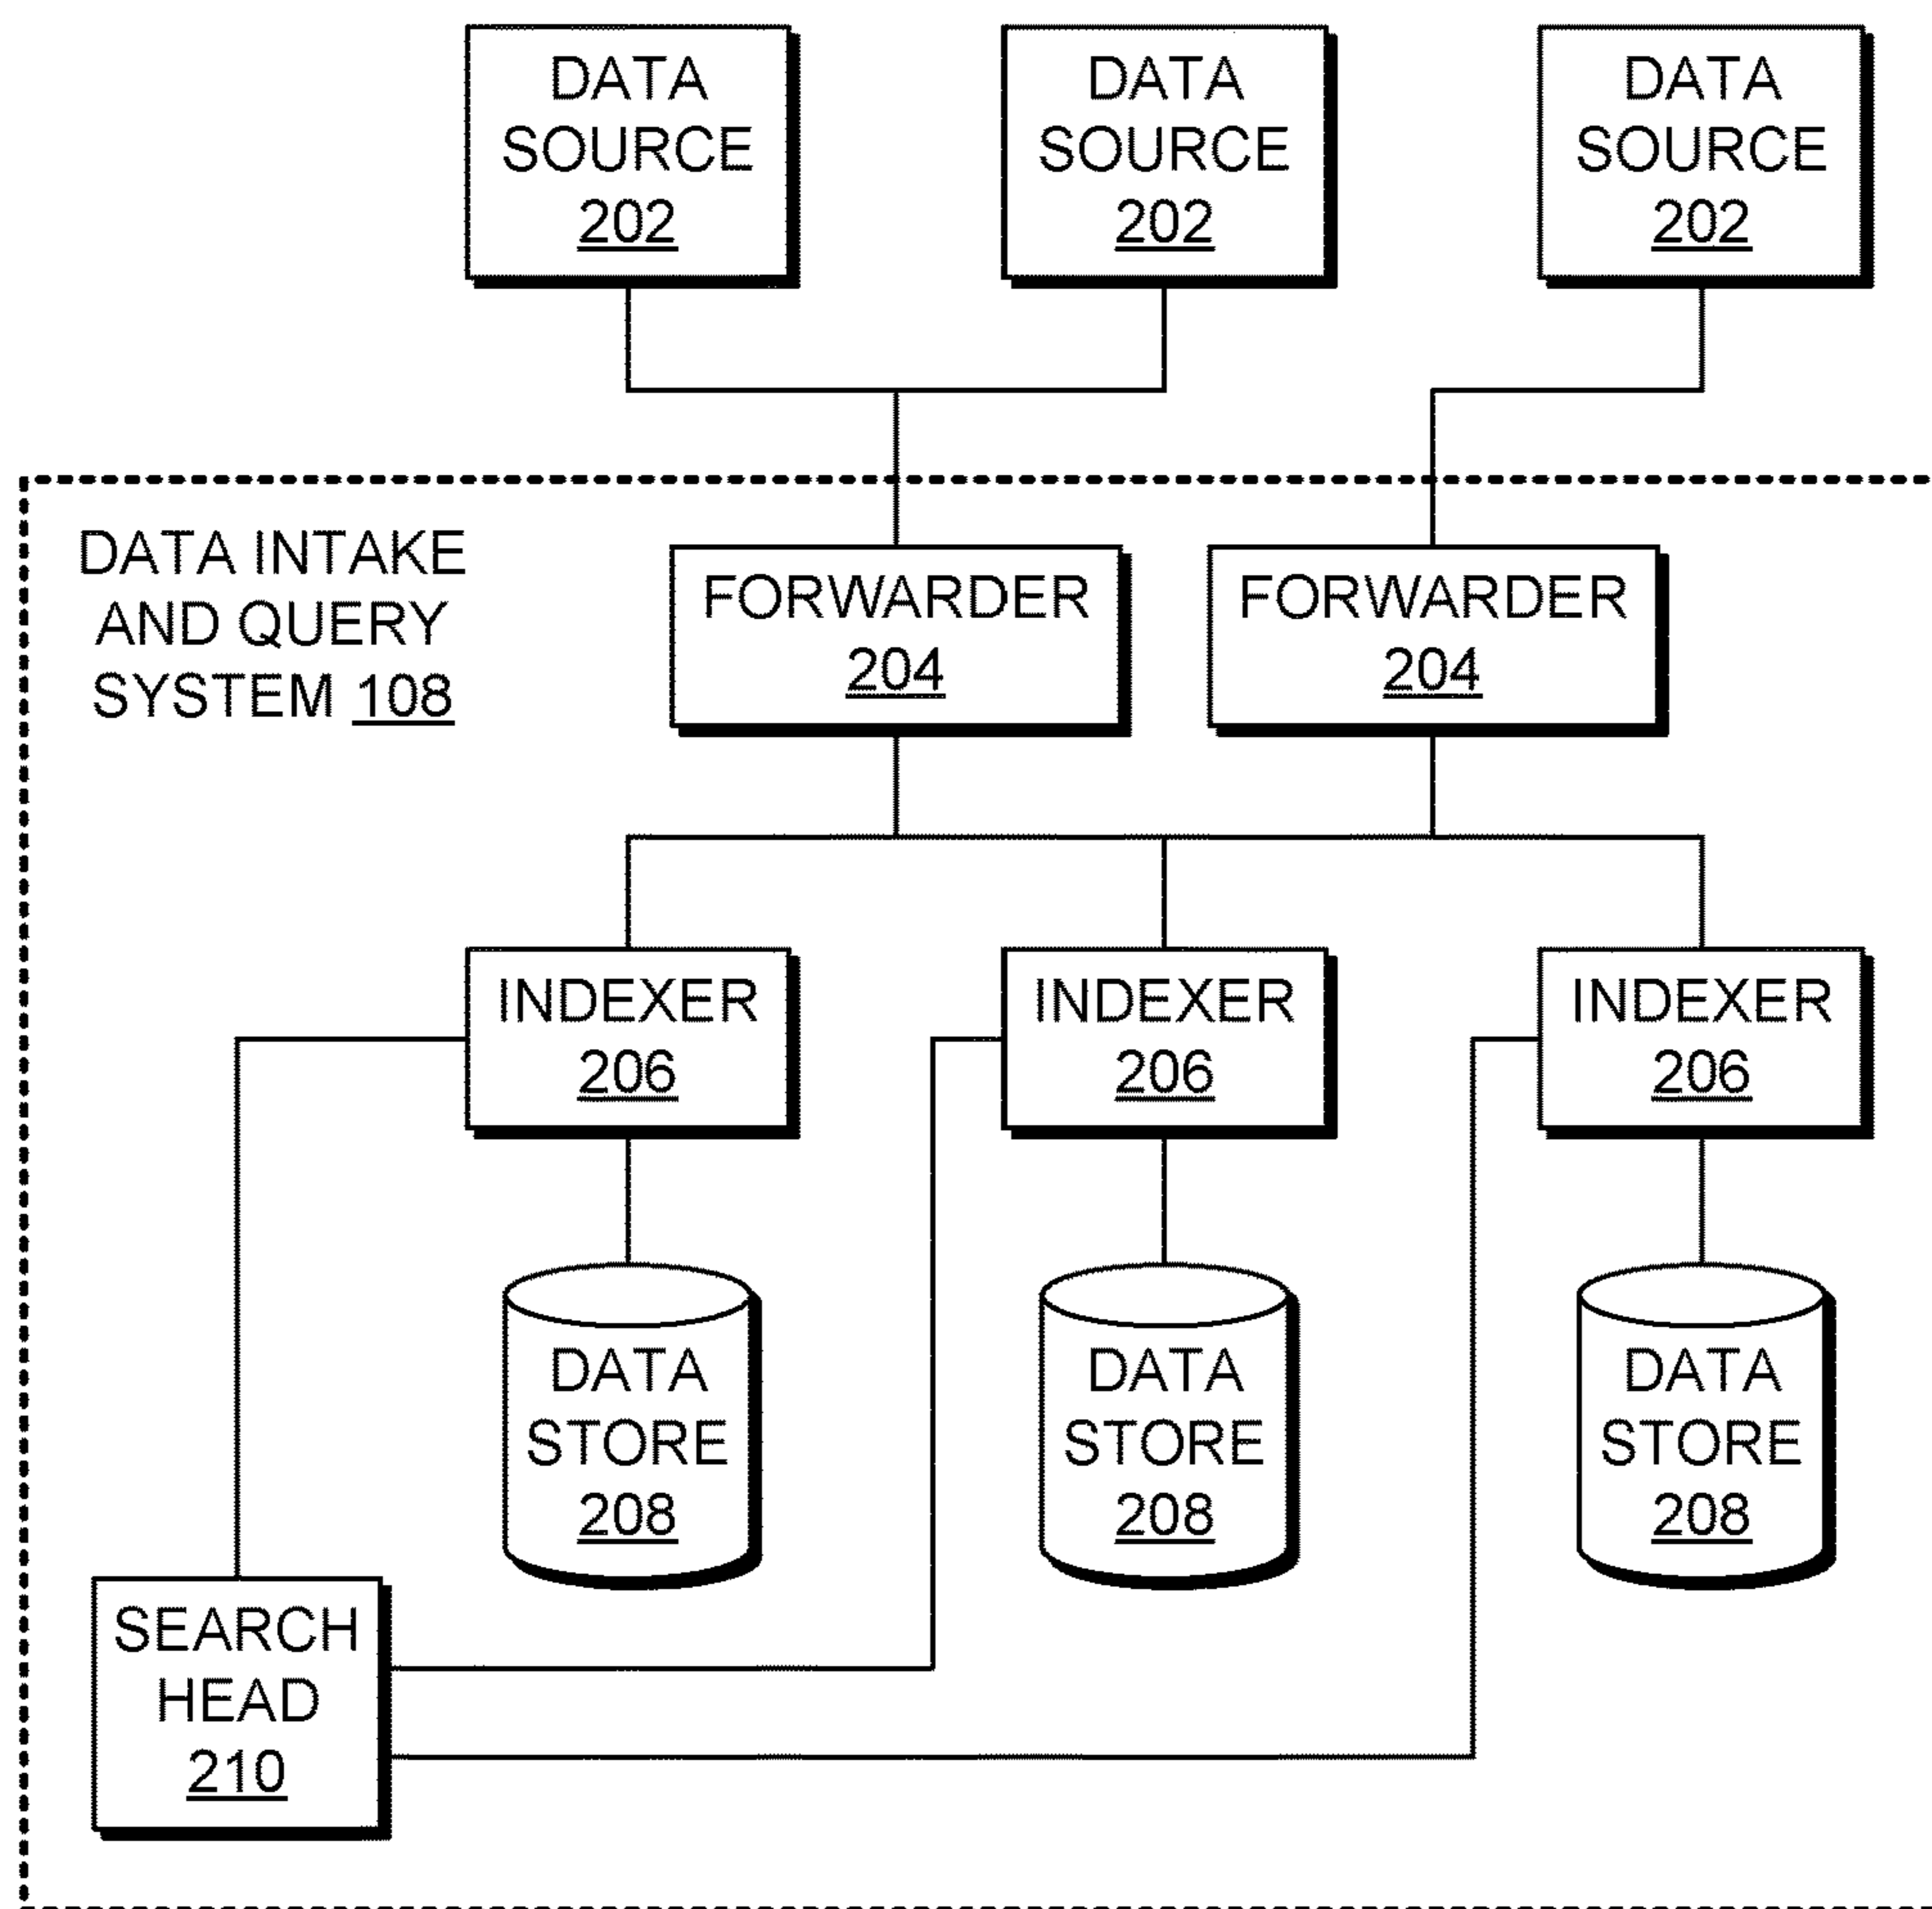 DATA
SOURCE
202
DATA
SOURCE
202
DATA
SOURCE
202
DATA INTAKE
AND QUERY
SYSTEM 108
FORWARDER
204
FORWARDER
204
INDEXER
206
INDEXER
206
INDEXER
206
DATA
STORE
208
DATA
STORE
208
DATA
STORE
208
SEARCH
HEAD
210